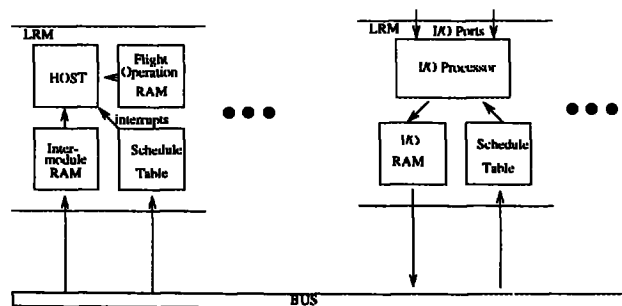 LRM
HOST
Flight
Operation
RAM
interrupts
Inter-
module
RAM
Schedule
Table
LRM
I/O Ports
I/O Processor
I/O
RAM
Schedule
Table
BUS